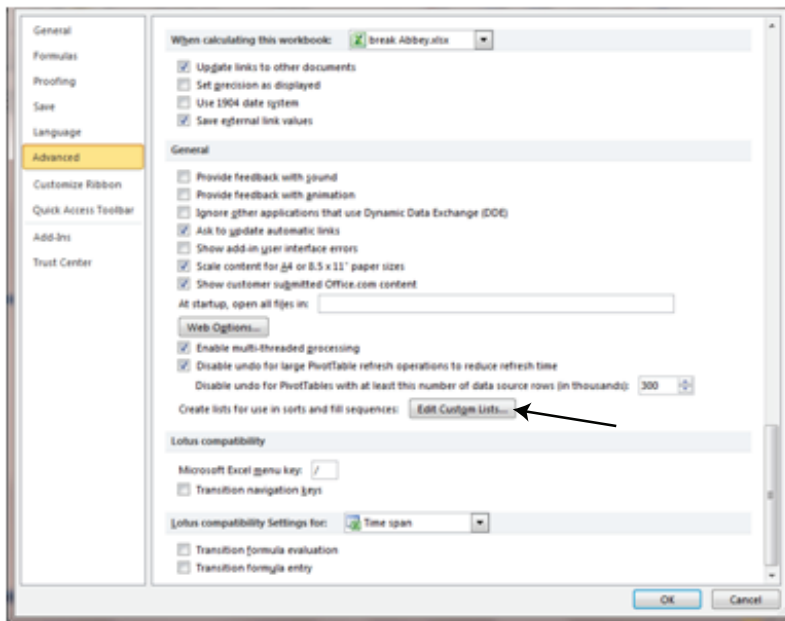 General
Formulas
Proofing
Save
Language
Advanced
Customize Ribbon
Quick Access Toolbar
Add-Ins
Trust Center
When calculating this workbook: break Abbey.xlsx
Update links to other documents
Set precision as displayed
Use 1904 date system
Save external link values
General
Provide feedback with sound
Provide feedback with animation
Ignore other applications that use Dynamic Data Exchange (DDE)
Ask to update automatic links
Show add-in user interface errors
Scale content for A4 or 8.5 x 11" paper sizes
Show customer submitted Office.com content
At startup, open all files in:
Web Options...
Enable multi-threaded processing
Disable undo for large PivotTable refresh operations to reduce refresh time
Disable undo for PivotTables with at least this number of data source rows (in thousands): 300
Create lists for use in sorts and fill sequences: Edit Custom Lists...
Lotus compatibility
Microsoft Excel menu key: /
Transition navigation keys
Lotus compatibility Settings for: Time span
Transition formula evaluation
Transition formula entry
OK Cancel